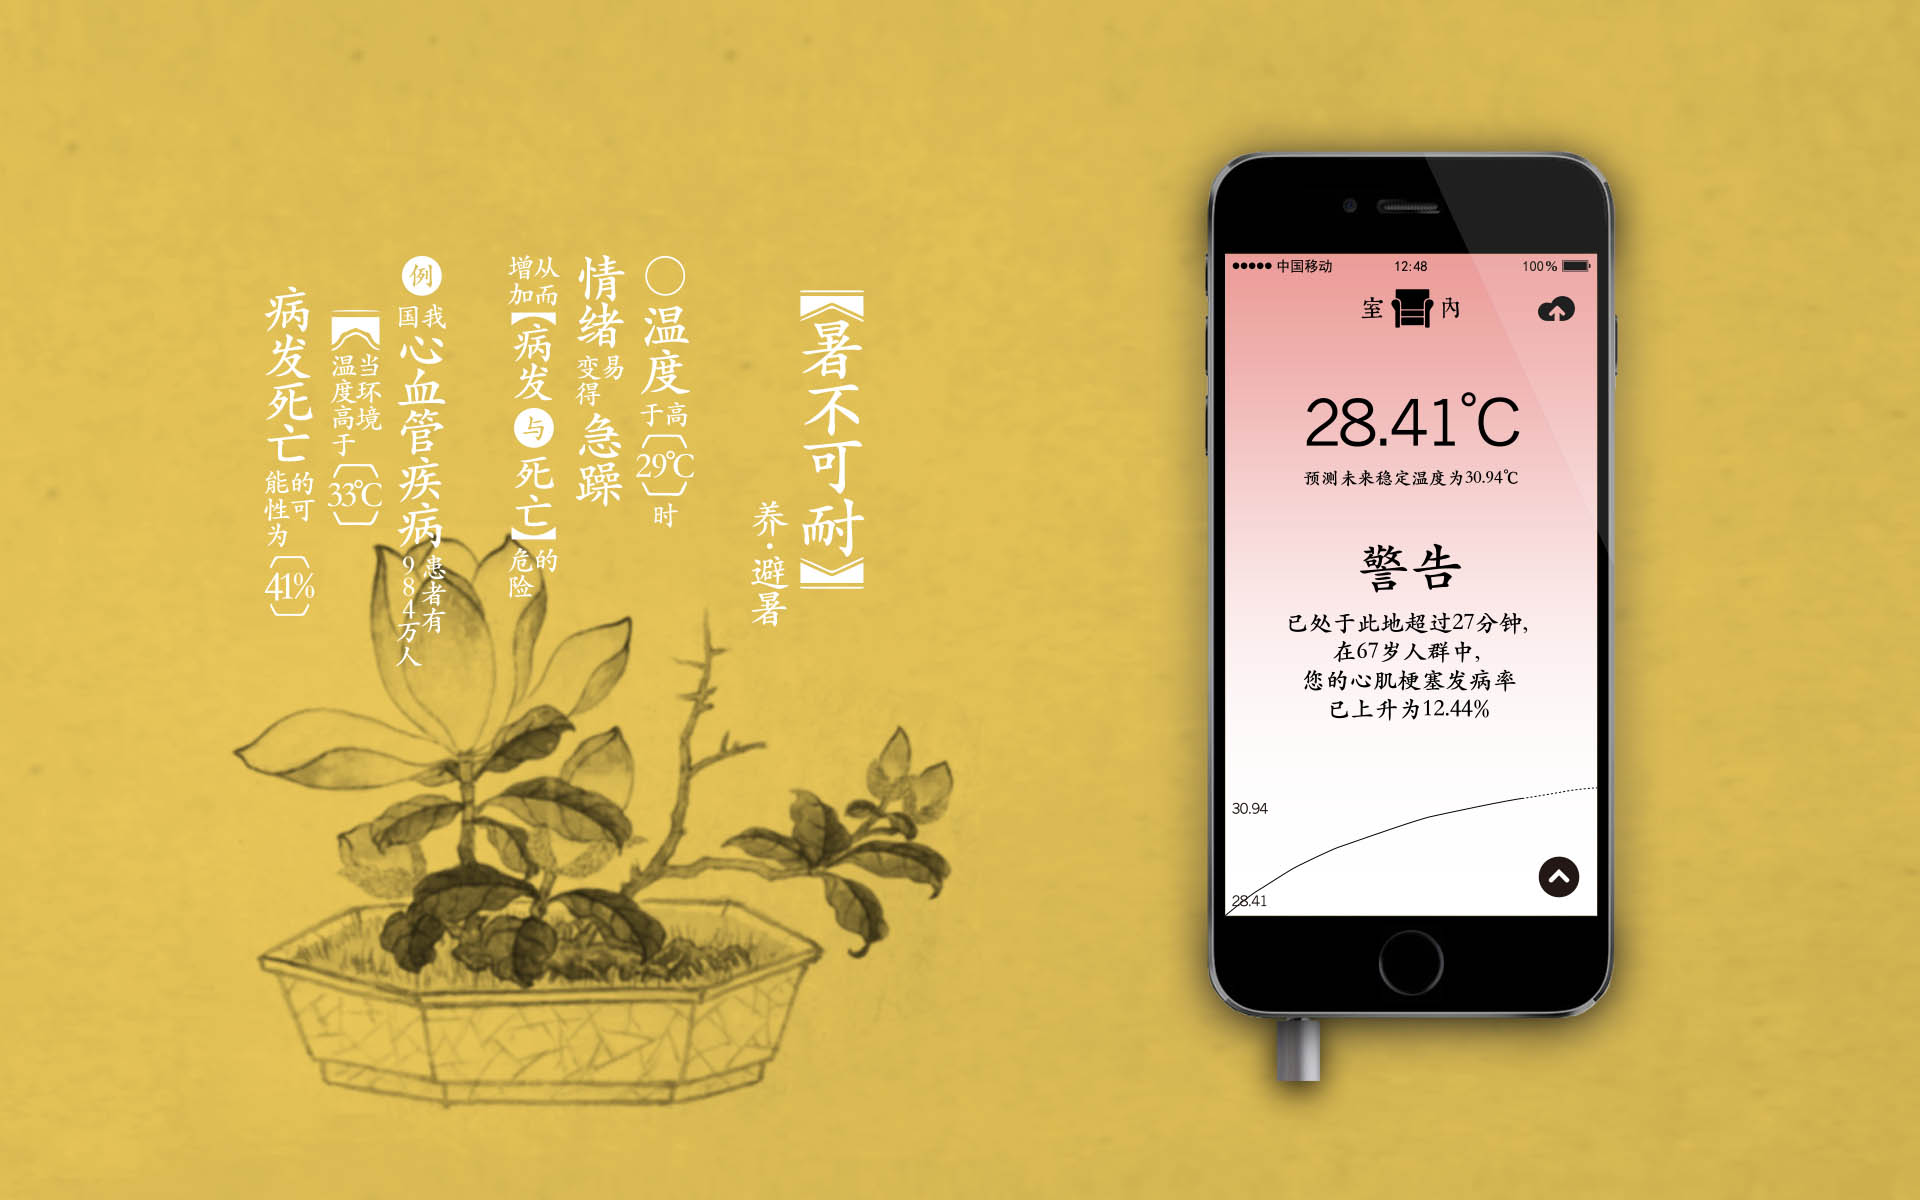 【暑不可耐】
养·避暑
〇温度高于29℃时
情绪易变得急躁
从而增加【病发与死亡】的危险
例 我国心血管疾病患者有984万人
当环境温度高于33℃
病发死亡的可能性为41%
中国移动 12:48 100%
室 内
28.41℃
预测未来稳定温度为30.94℃
警告
已处于此地超过27分钟,
在67岁人群中,
您的心肌梗塞发病率
已上升为12.44%
30.94
28.41